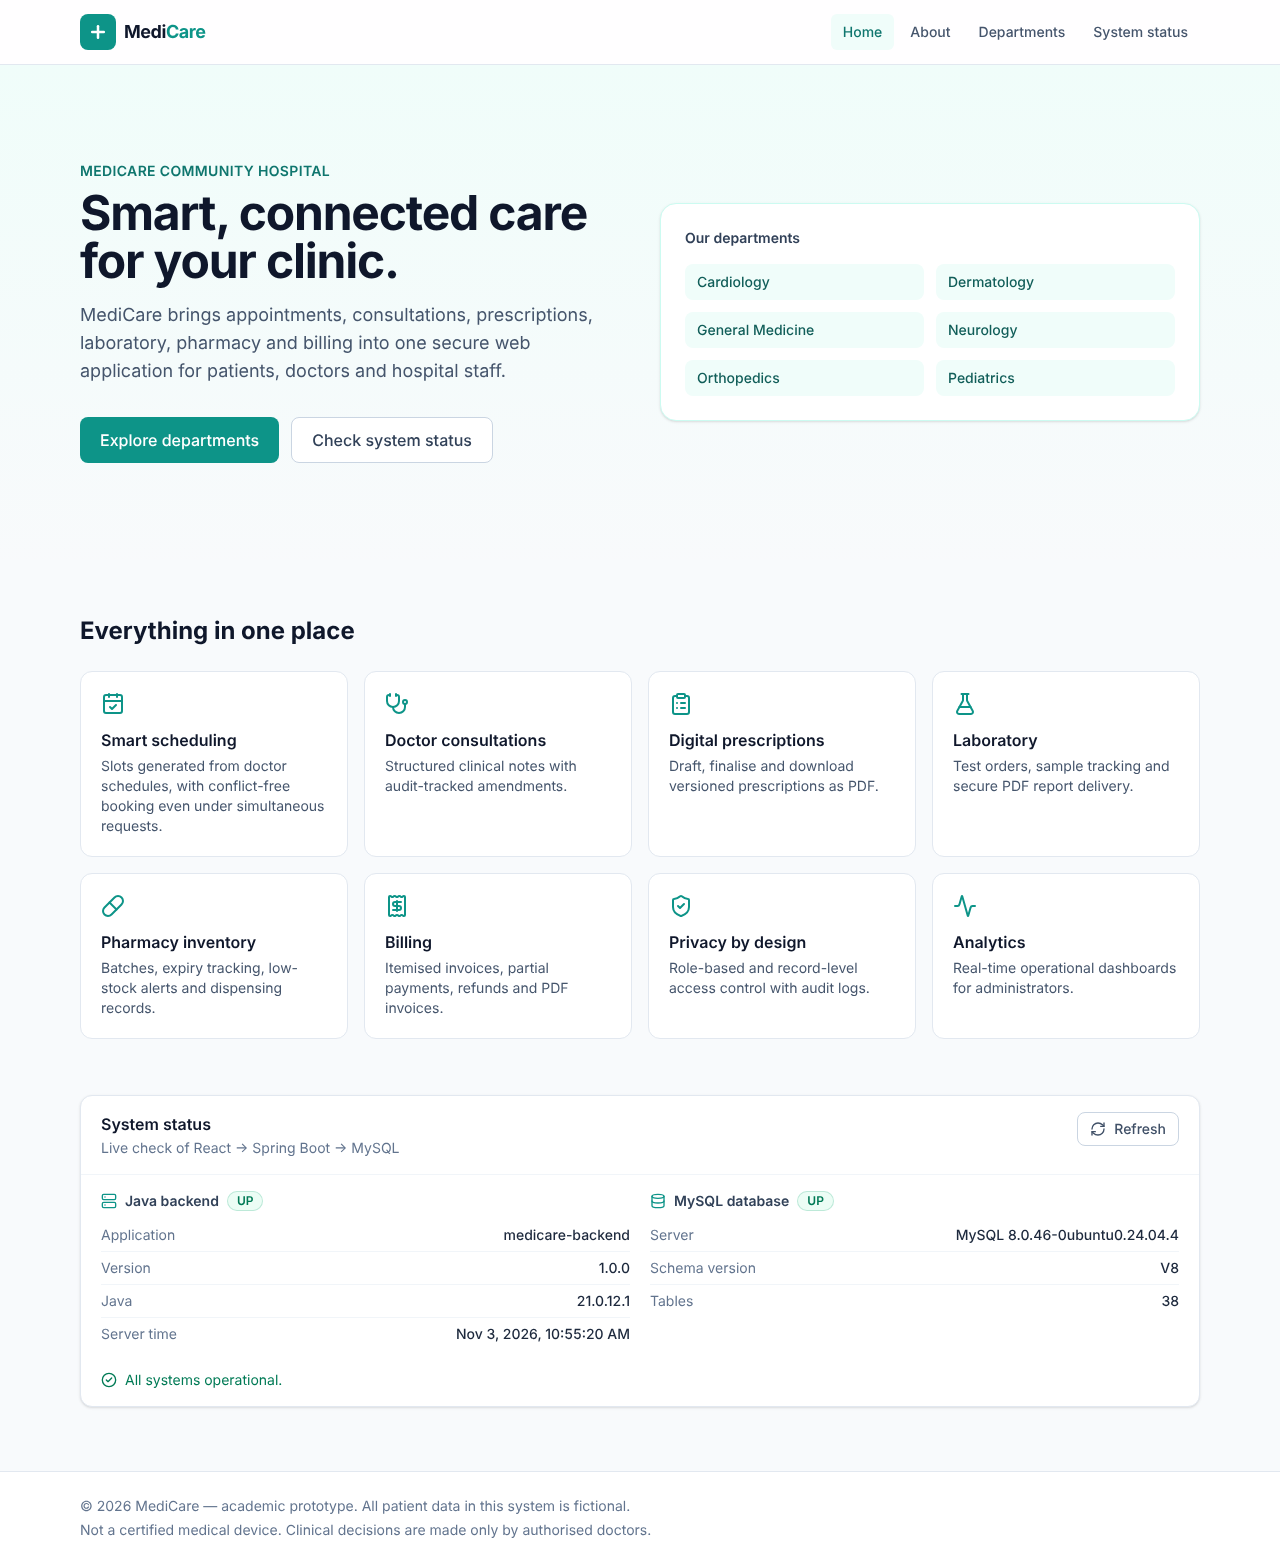 MediCare
Home About Departments System status
MEDICARE COMMUNITY HOSPITAL
Smart, connected care
for your clinic.
MediCare brings appointments, consultations, prescriptions,
laboratory, pharmacy and billing into one secure web
application for patients, doctors and hospital staff.
Explore departments Check system status
Our departments
Cardiology Dermatology
General Medicine Neurology
Orthopedics Pediatrics
Everything in one place
Smart scheduling
Slots generated from doctor
schedules, with conflict-free
booking even under simultaneous
requests.
Doctor consultations
Structured clinical notes with
audit-tracked amendments.
Digital prescriptions
Draft, finalise and download
versioned prescriptions as PDF.
Laboratory
Test orders, sample tracking and
secure PDF report delivery.
Pharmacy inventory
Batches, expiry tracking, low-
stock alerts and dispensing
records.
Billing
Itemised invoices, partial
payments, refunds and PDF
invoices.
Privacy by design
Role-based and record-level
access control with audit logs.
Analytics
Real-time operational dashboards
for administrators.
System status
Live check of React → Spring Boot → MySQL
Refresh
Java backend UP
Application medicare-backend
Version 1.0.0
Java 21.0.12.1
Server time Nov 3, 2026, 10:55:20 AM
MySQL database UP
Server MySQL 8.0.46-0ubuntu0.24.04.4
Schema version V8
Tables 38
All systems operational.
© 2026 MediCare — academic prototype. All patient data in this system is fictional.
Not a certified medical device. Clinical decisions are made only by authorised doctors.